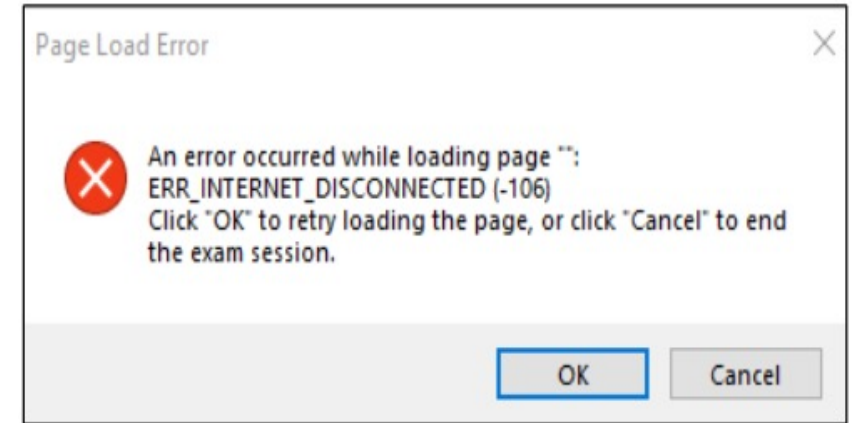 Page Load Error
An error occurred while loading page "":
ERR_INTERNET_DISCONNECTED (-106)
Click "OK" to retry loading the page, or click "Cancel" to end
the exam session.
OK Cancel